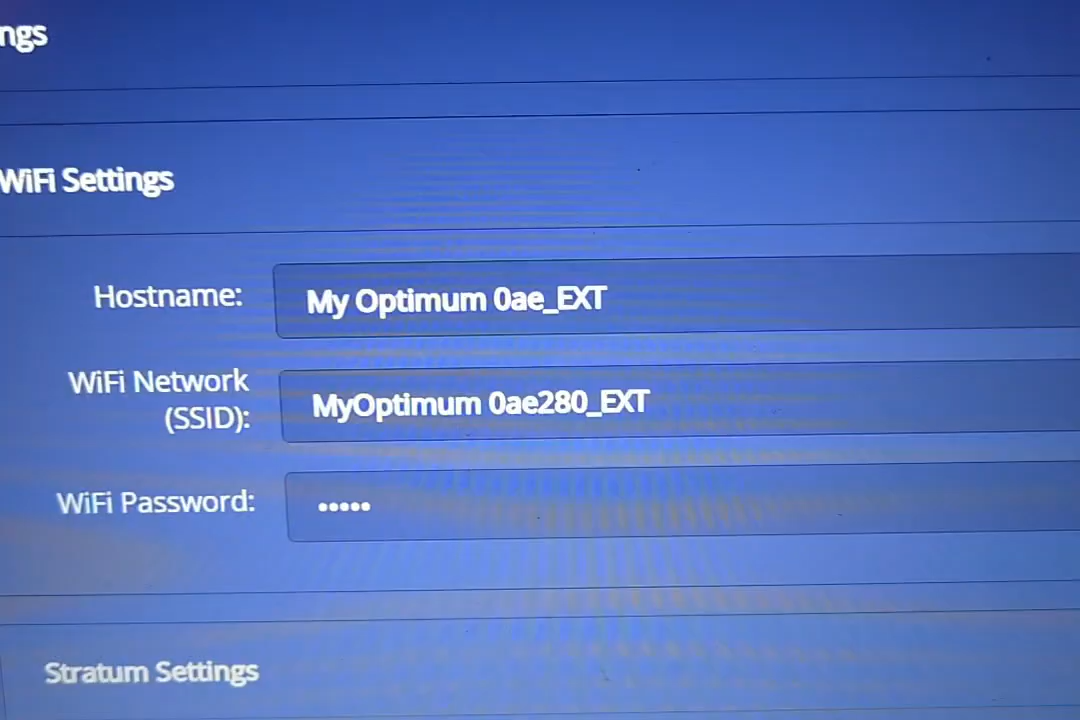 ngs
WiFi Settings
Hostname:
My Optimum 0ae_EXT
WiFi Network
(SSID):
MyOptimum 0ae280_EXT
WiFi Password:
•••••
Stratum Settings